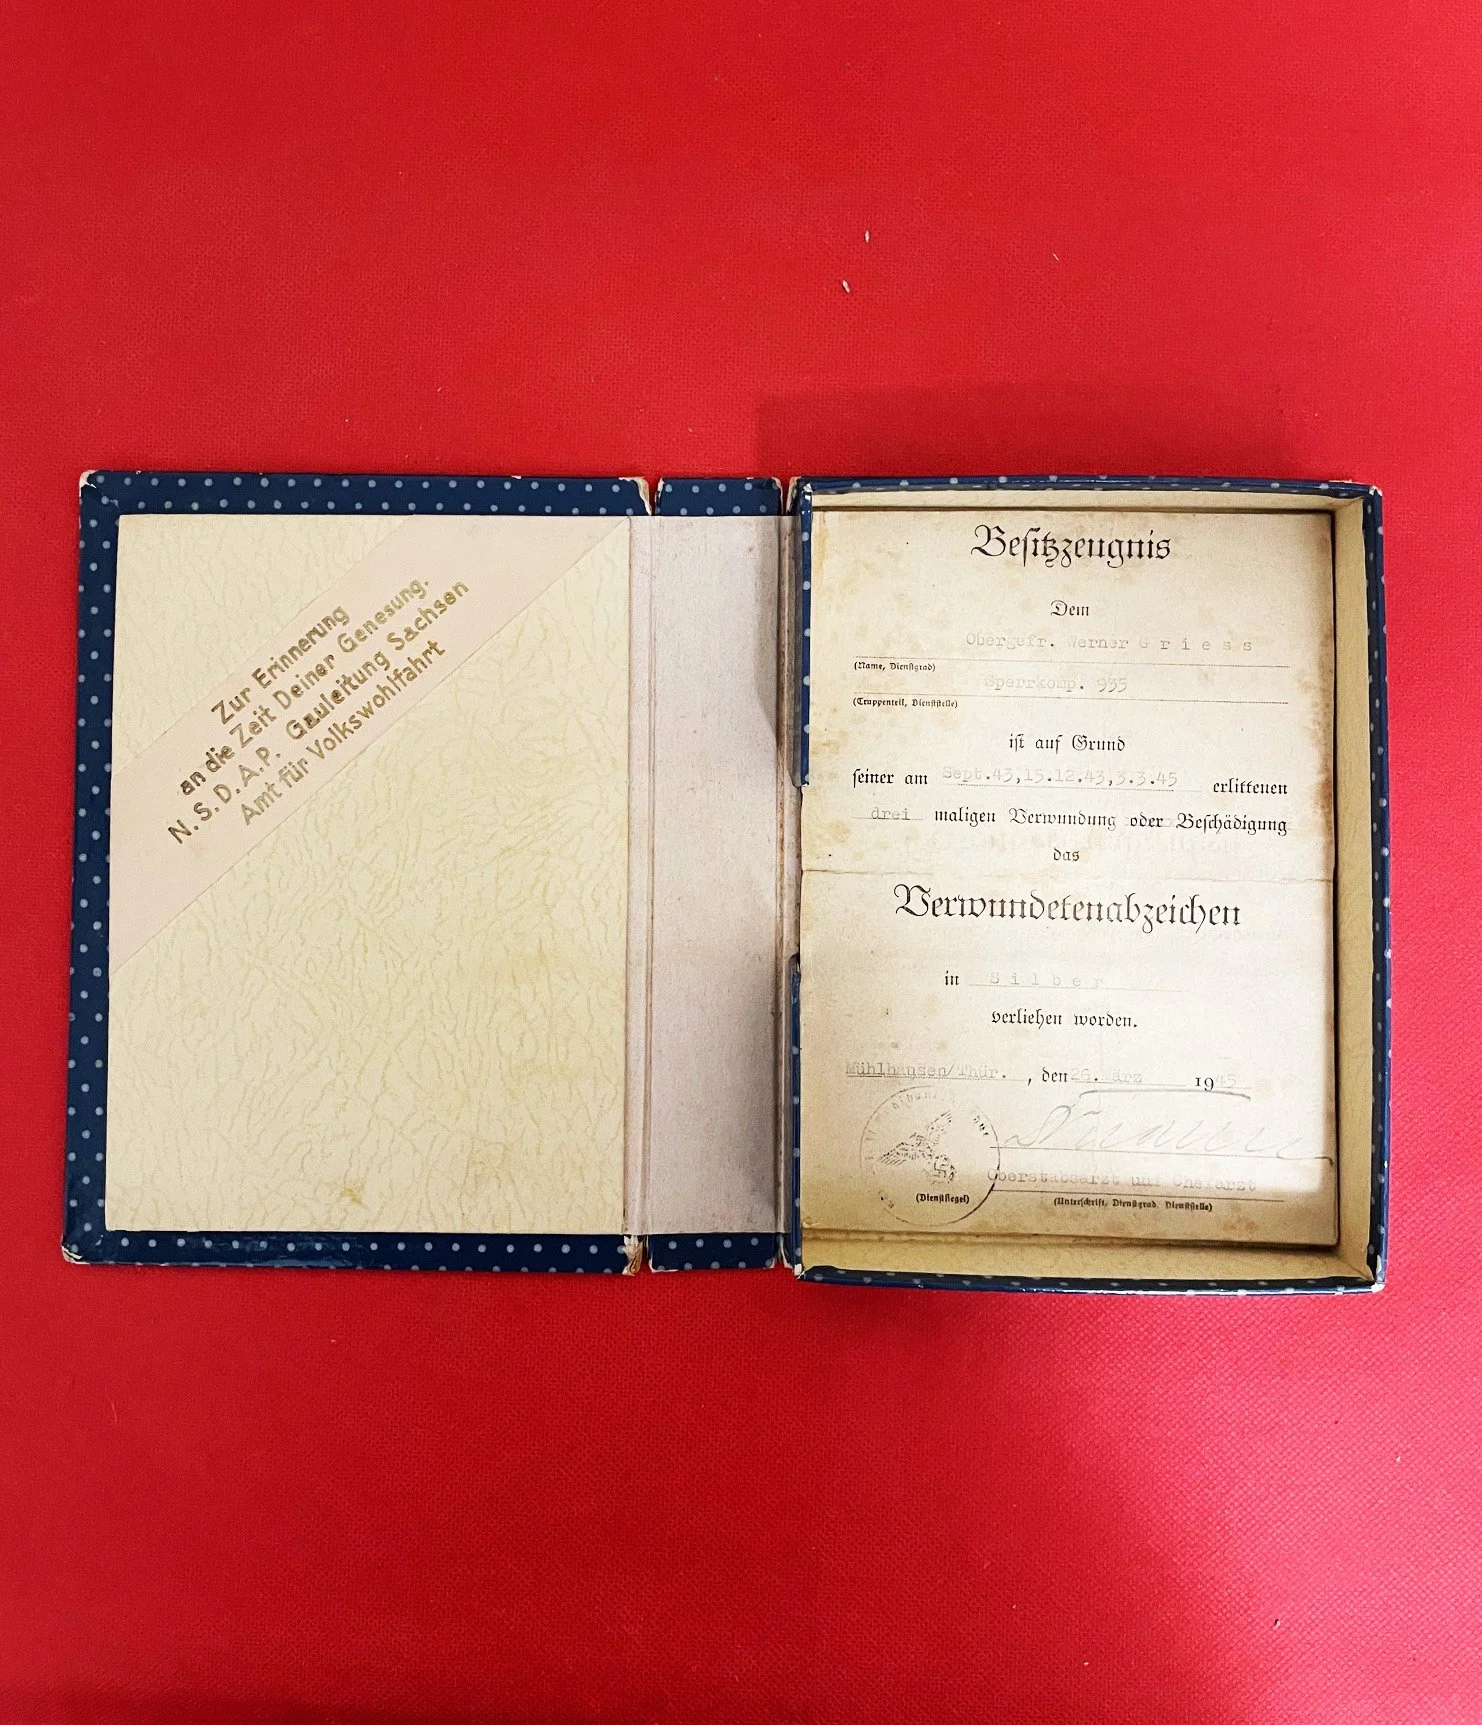 Zur Erinnerung
an die Zeit Deiner Genesung.
N. S. D. A. P. Gauleitung Sachsen
Amt für Volkswohlfahrt
Besitzzeugnis
Dem
Obergefr. Werner Griess
(Name, Dienstgrad)
Sperrkomp. 935
(Truppenteil, Dienststelle)
ist auf Grund
seiner am Sept.43,15.12.43,3.3.45 erlittenen
drei maligen Verwundung oder Beschädigung
das
Verwundetenabzeichen
in Silber
verliehen worden.
Mühlhausen/Thür. , den 26. März 1945
Oberstabsarzt und Chefarzt
(Dienstsiegel)
(Unterschrift, Dienstgrad, Dienststelle)